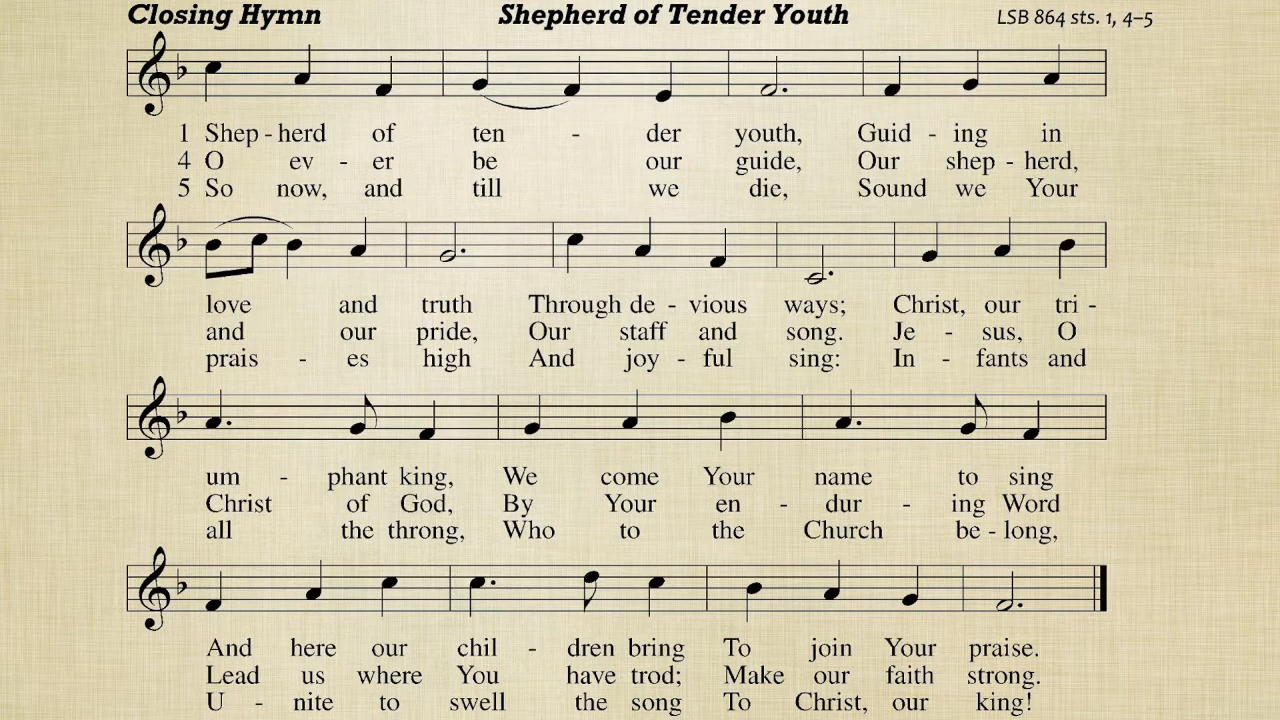 Closing Hymn Shepherd of Tender Youth LSB 864 sts. 1, 4–5
1 Shep - herd of ten - der youth, Guid - ing in
4 O ev - er be our guide, Our shep - herd,
5 So now, and till we die, Sound we Your
love and truth Through de - vious ways; Christ, our tri -
and our pride, Our staff and song. Je - sus, O
prais - es high And joy - ful sing: In - fants and
um - phant king, We come Your name to sing
Christ of God, By Your en - dur - ing Word
all the throng, Who to the Church be - long,
And here our chil - dren bring To join Your praise.
Lead us where You have trod; Make our faith strong.
U - nite to swell the song To Christ, our king!